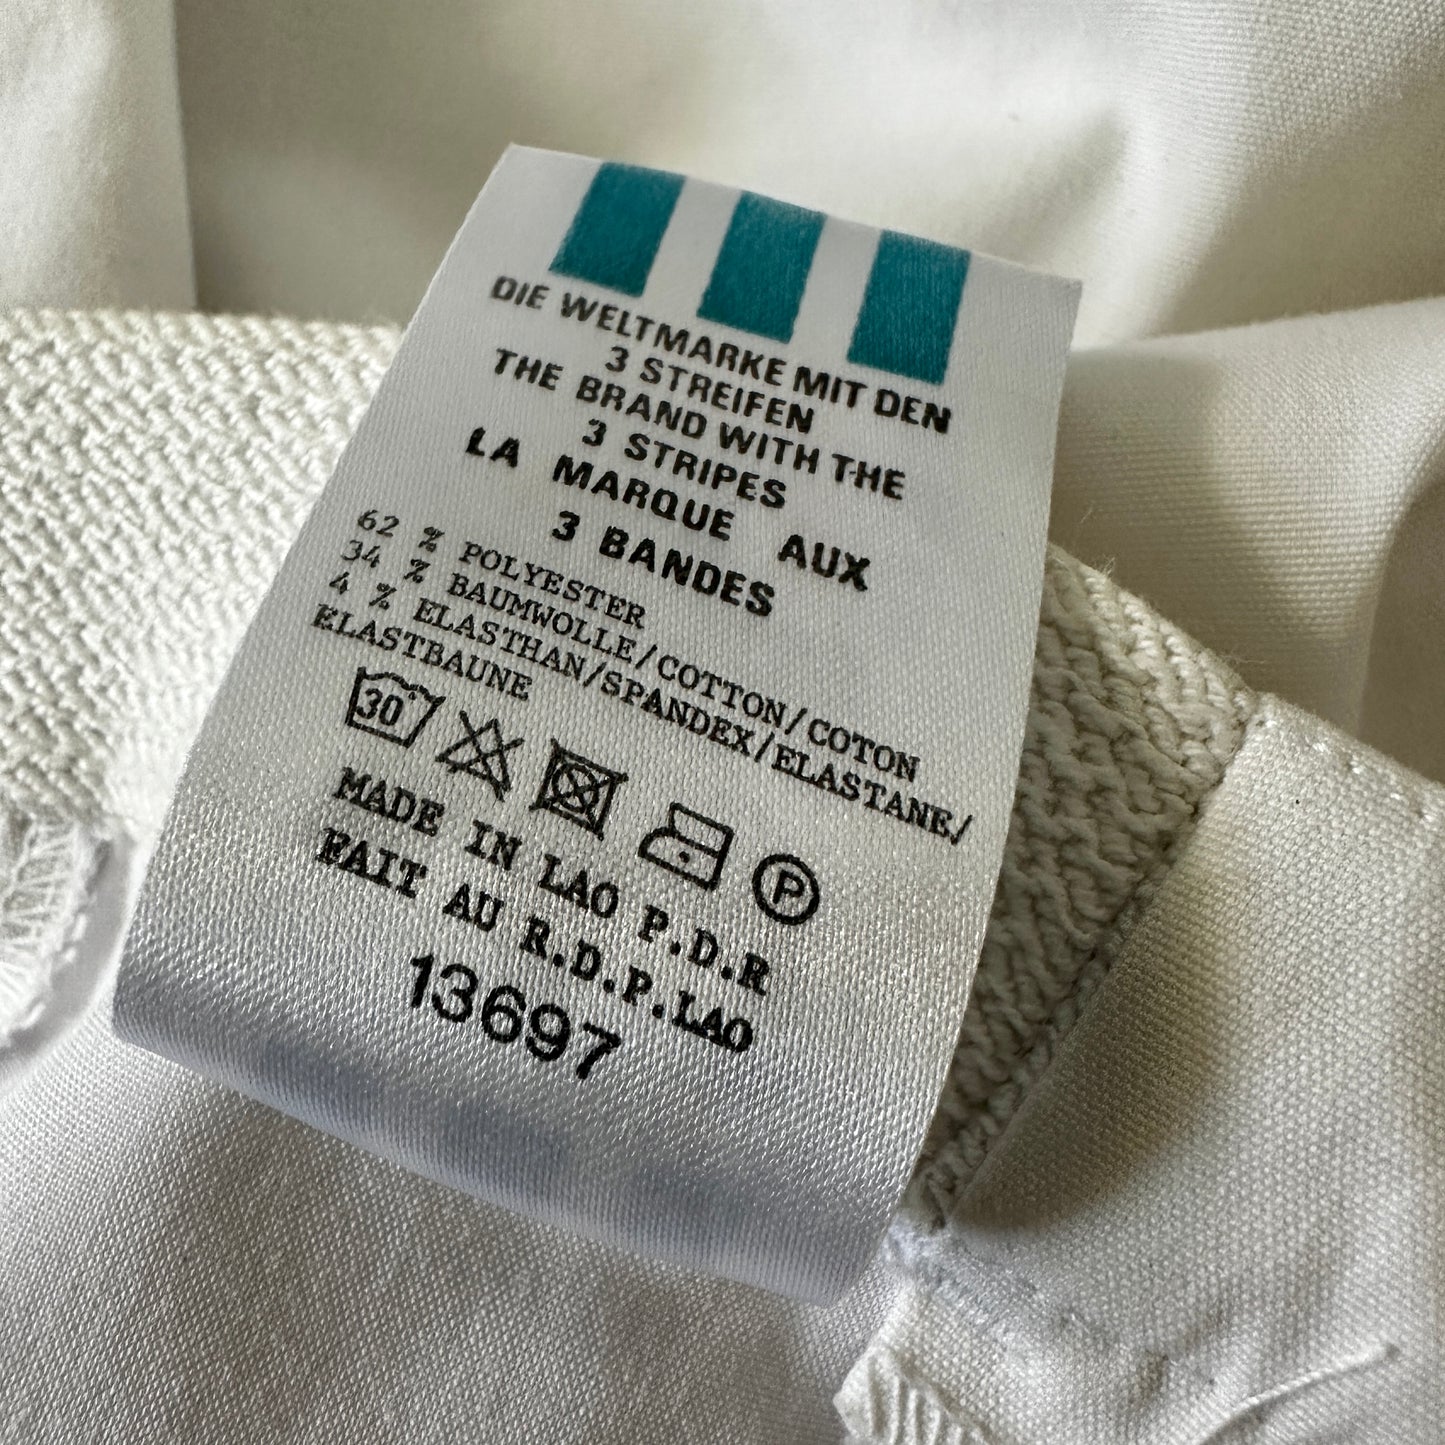 DIE WELTMARKE MIT DEN
3 STREIFEN
THE BRAND WITH THE
3 STRIPES
LA MARQUE AUX
3 BANDES
62 % POLYESTER
34 % BAUMWOLLE/COTTON/COTON
4 % ELASTHAN/SPANDEX/ELASTANE/
ELASTBAUNE
30°
P
MADE IN LAO P.D.R
FAIT AU R.D.P.LAO
13697